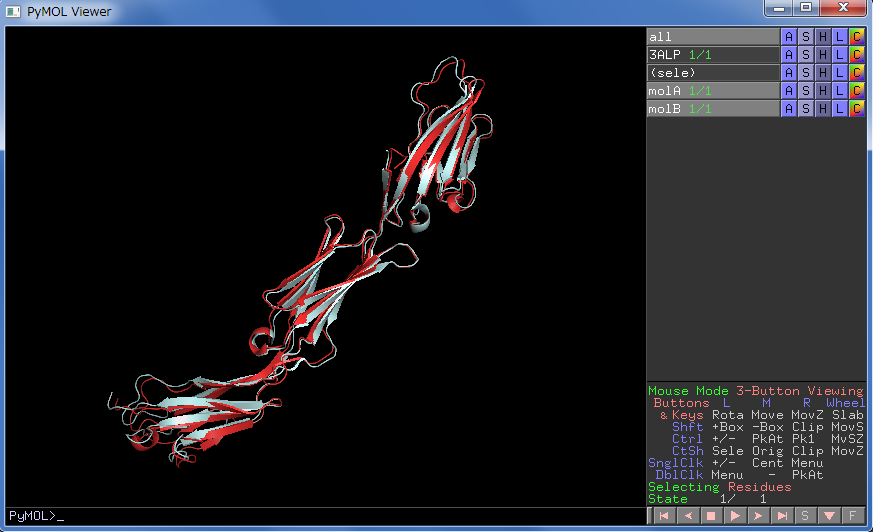 PyMOL Viewer
all A S H L C
3ALP 1/1 A S H L C
(sele) A S H L C
molA 1/1 A S H L C
molB 1/1 A S H L C
Mouse Mode 3-Button Viewing
Buttons L M R Wheel
& Keys Rota Move MovZ Slab
Shft +Box -Box Clip MovS
Ctrl +/- PkAt Pk1 MvSZ
CtSh Sele Orig Clip MovZ
SnglClk +/- Cent Menu
DblClk Menu - PkAt
Selecting Residues
State 1/ 1
PyMOL>_
S F